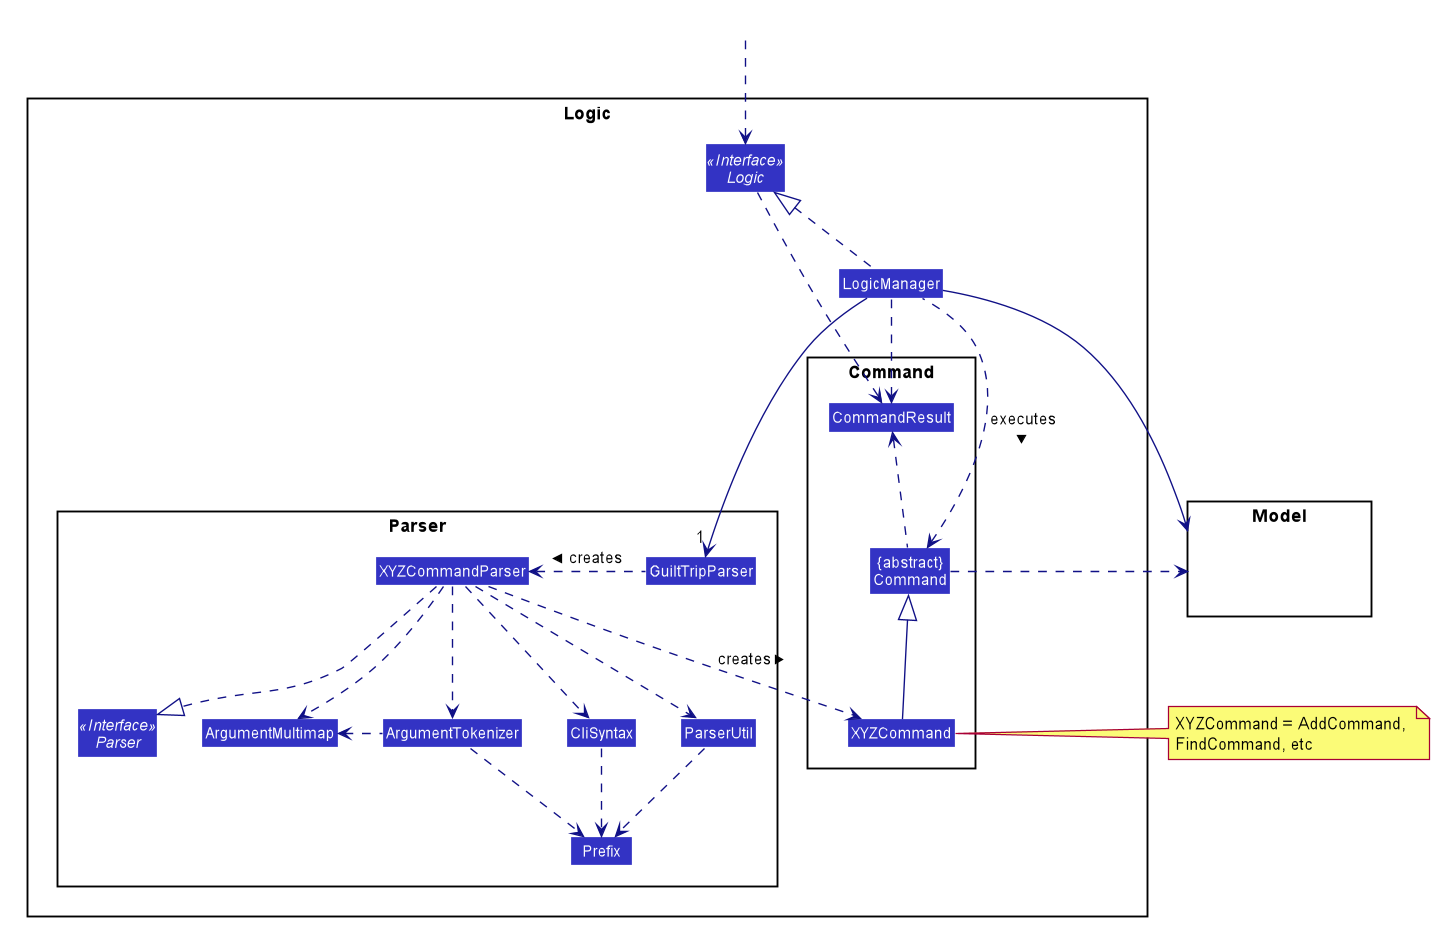 Logic
«Interface»
Logic
LogicManager
Command
CommandResult
executes
▼
Parser
Model
1
◄ creates
XYZCommandParser
GuiltTripParser
{abstract}
Command
creates►
«Interface»
Parser
ArgumentMultimap
ArgumentTokenizer
CliSyntax
ParserUtil
XYZCommand
XYZCommand = AddCommand,
FindCommand, etc
Prefix